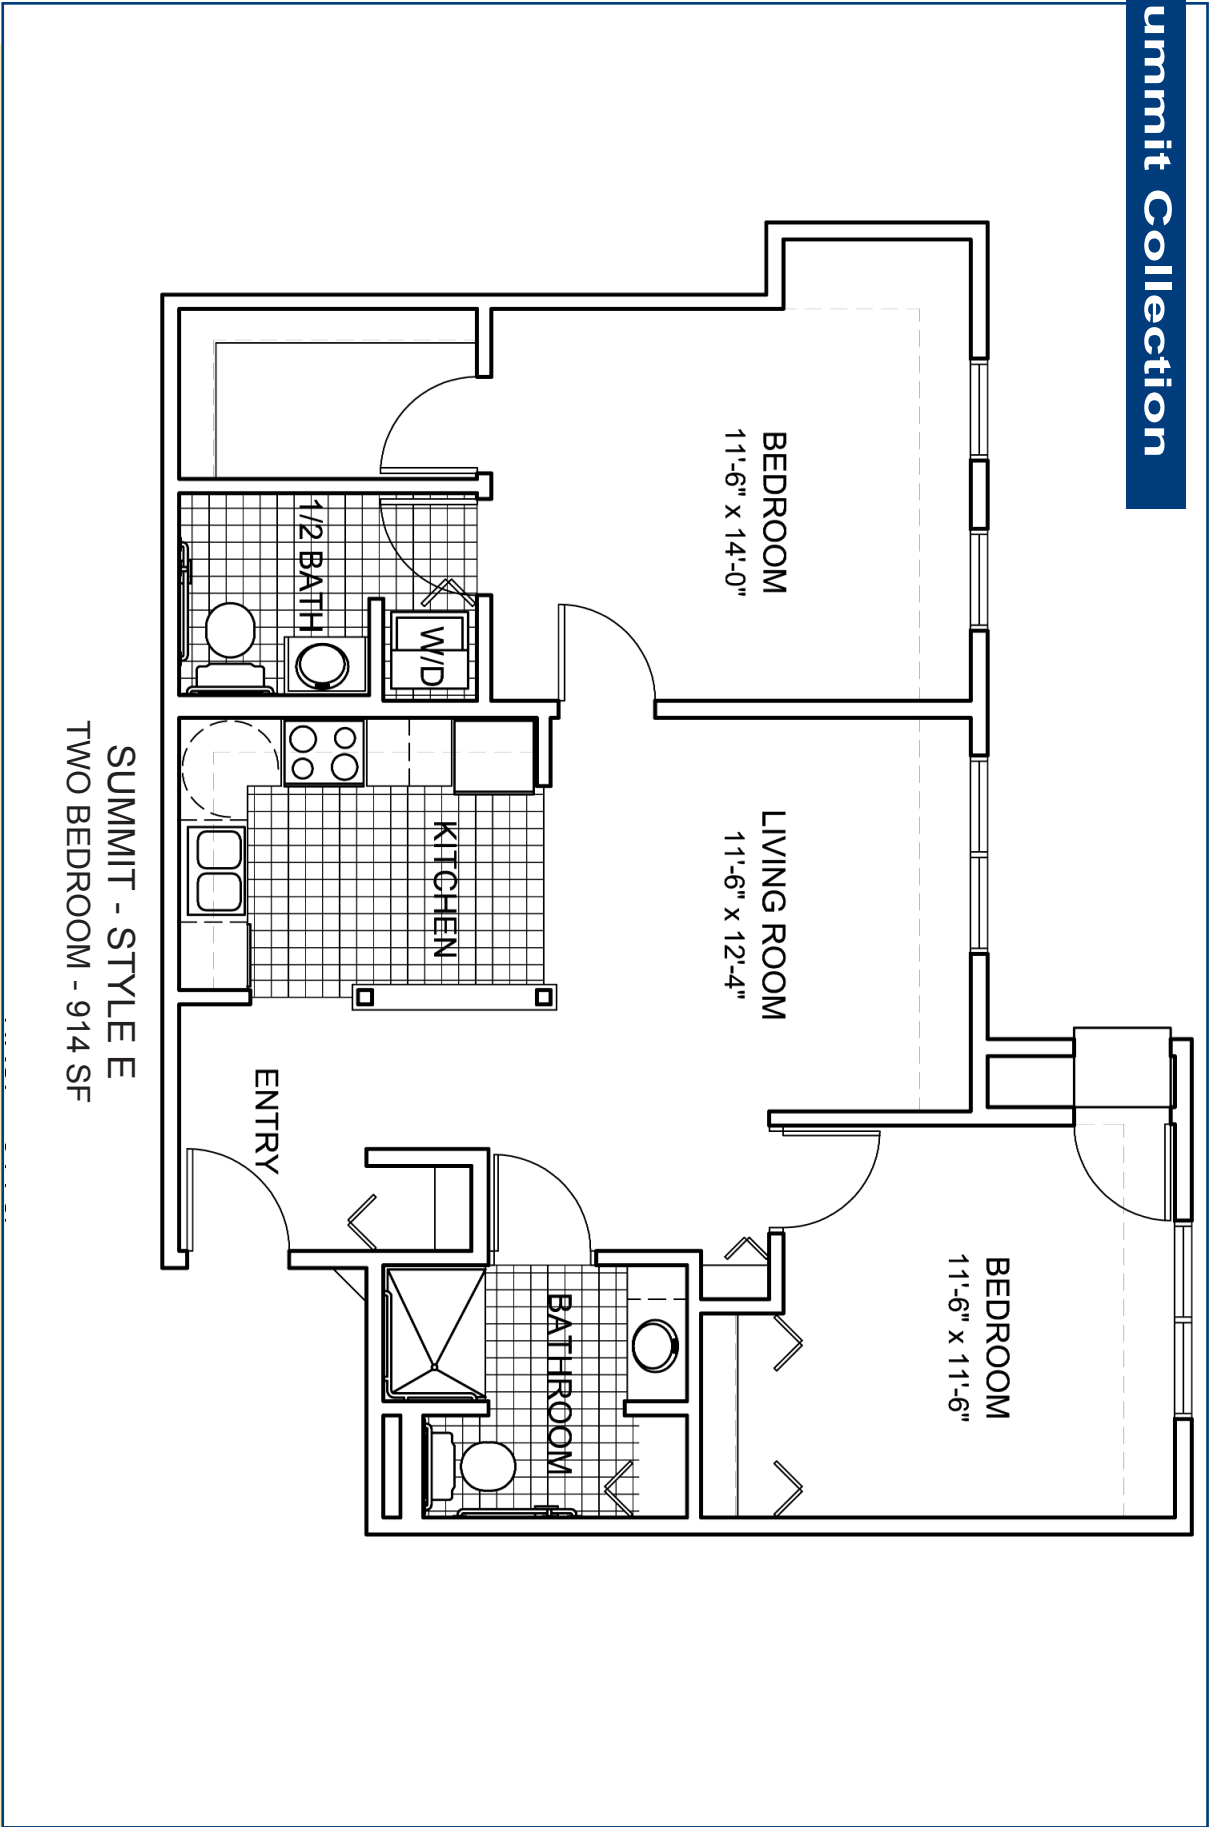 ummit Collection
BEDROOM
11'-6" x 14'-0"
LIVING ROOM
11'-6" x 12'-4"
BEDROOM
11'-6" x 11'-6"
1/2 BATH
W/D
KITCHEN
BATHROOM
ENTRY
SUMMIT - STYLE E
TWO BEDROOM - 914 SF